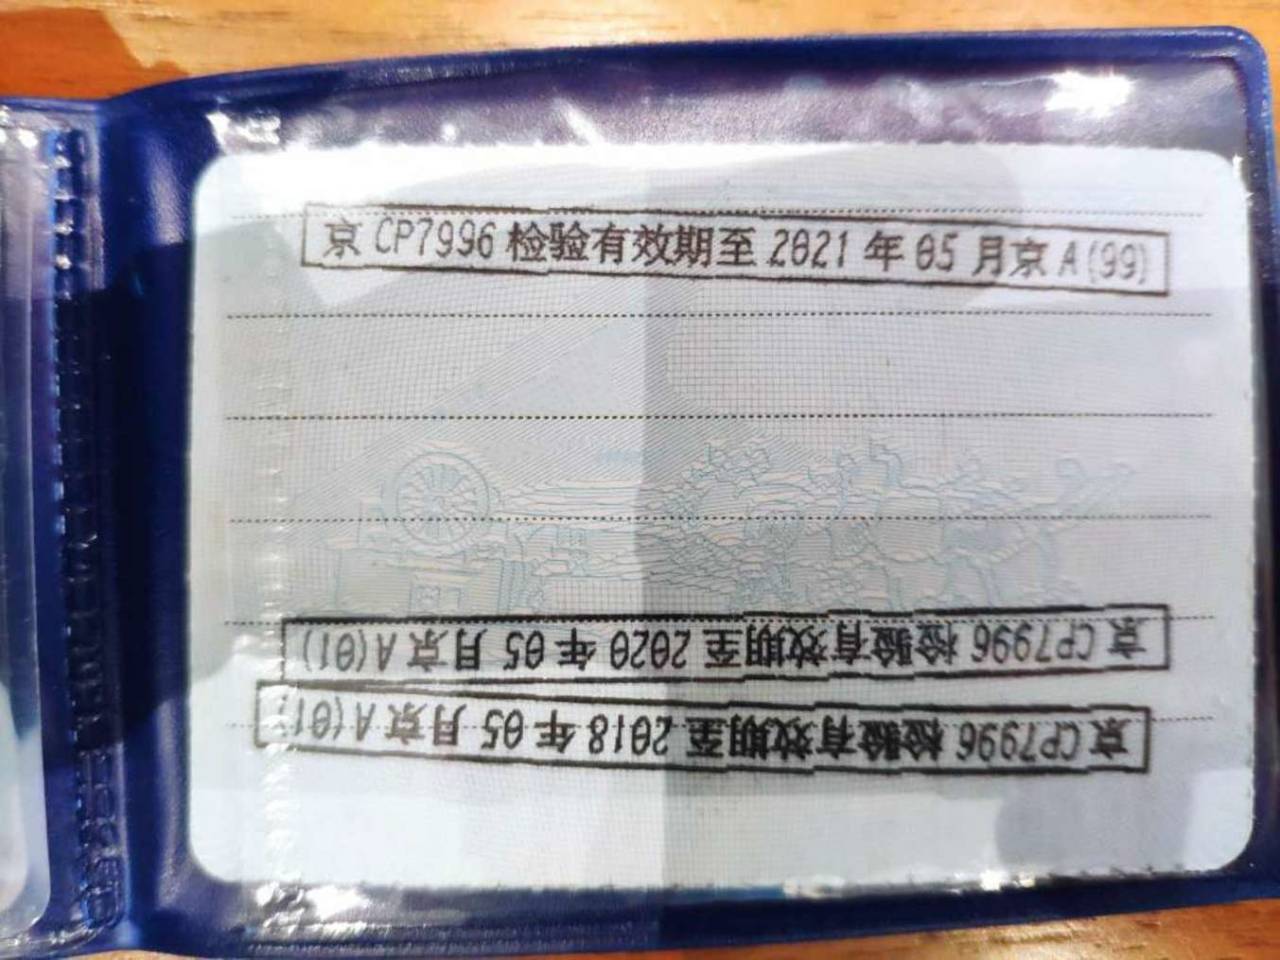 京 CP7996 检验有效期至 2021 年 05 月京 A(99)
京 CP7996 检验有效期至 2020 年 05 月京 A(01)
京 CP7996 检验有效期至 2018 年 05 月京 A(01)